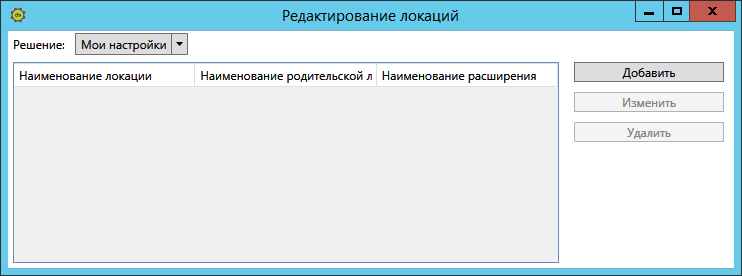 Редактирование локаций
Решение: Мои настройки
Наименование локации Наименование родительской л Наименование расширения
Добавить
Изменить
Удалить